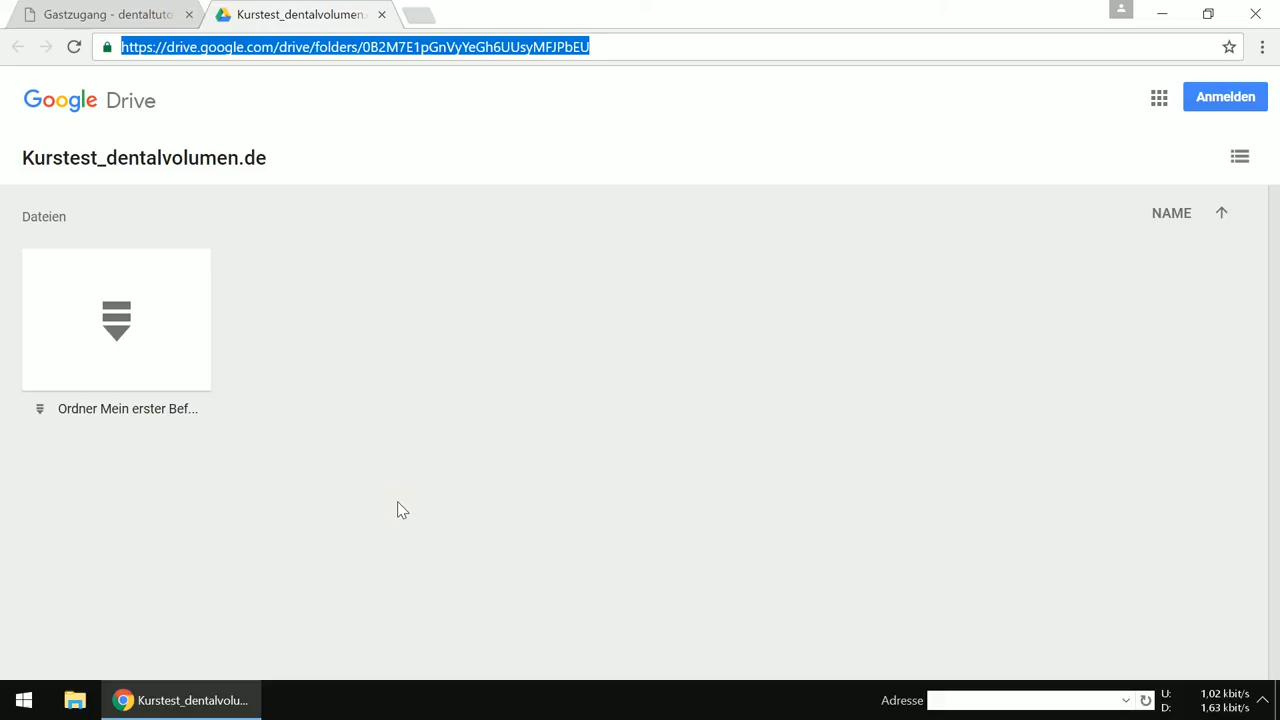 Gastzugang - dentaltuto
Kurstest_dentalvolumen.
https://drive.google.com/drive/folders/0B2M7E1pGnVyYeGh6UUsyMFJPbEU
Google Drive
Anmelden
Kurstest_dentalvolumen.de
Dateien
NAME
Ordner Mein erster Bef...
Kurstest_dentalvolu...
Adresse
U: 1,02 kbit/s
D: 1,63 kbit/s